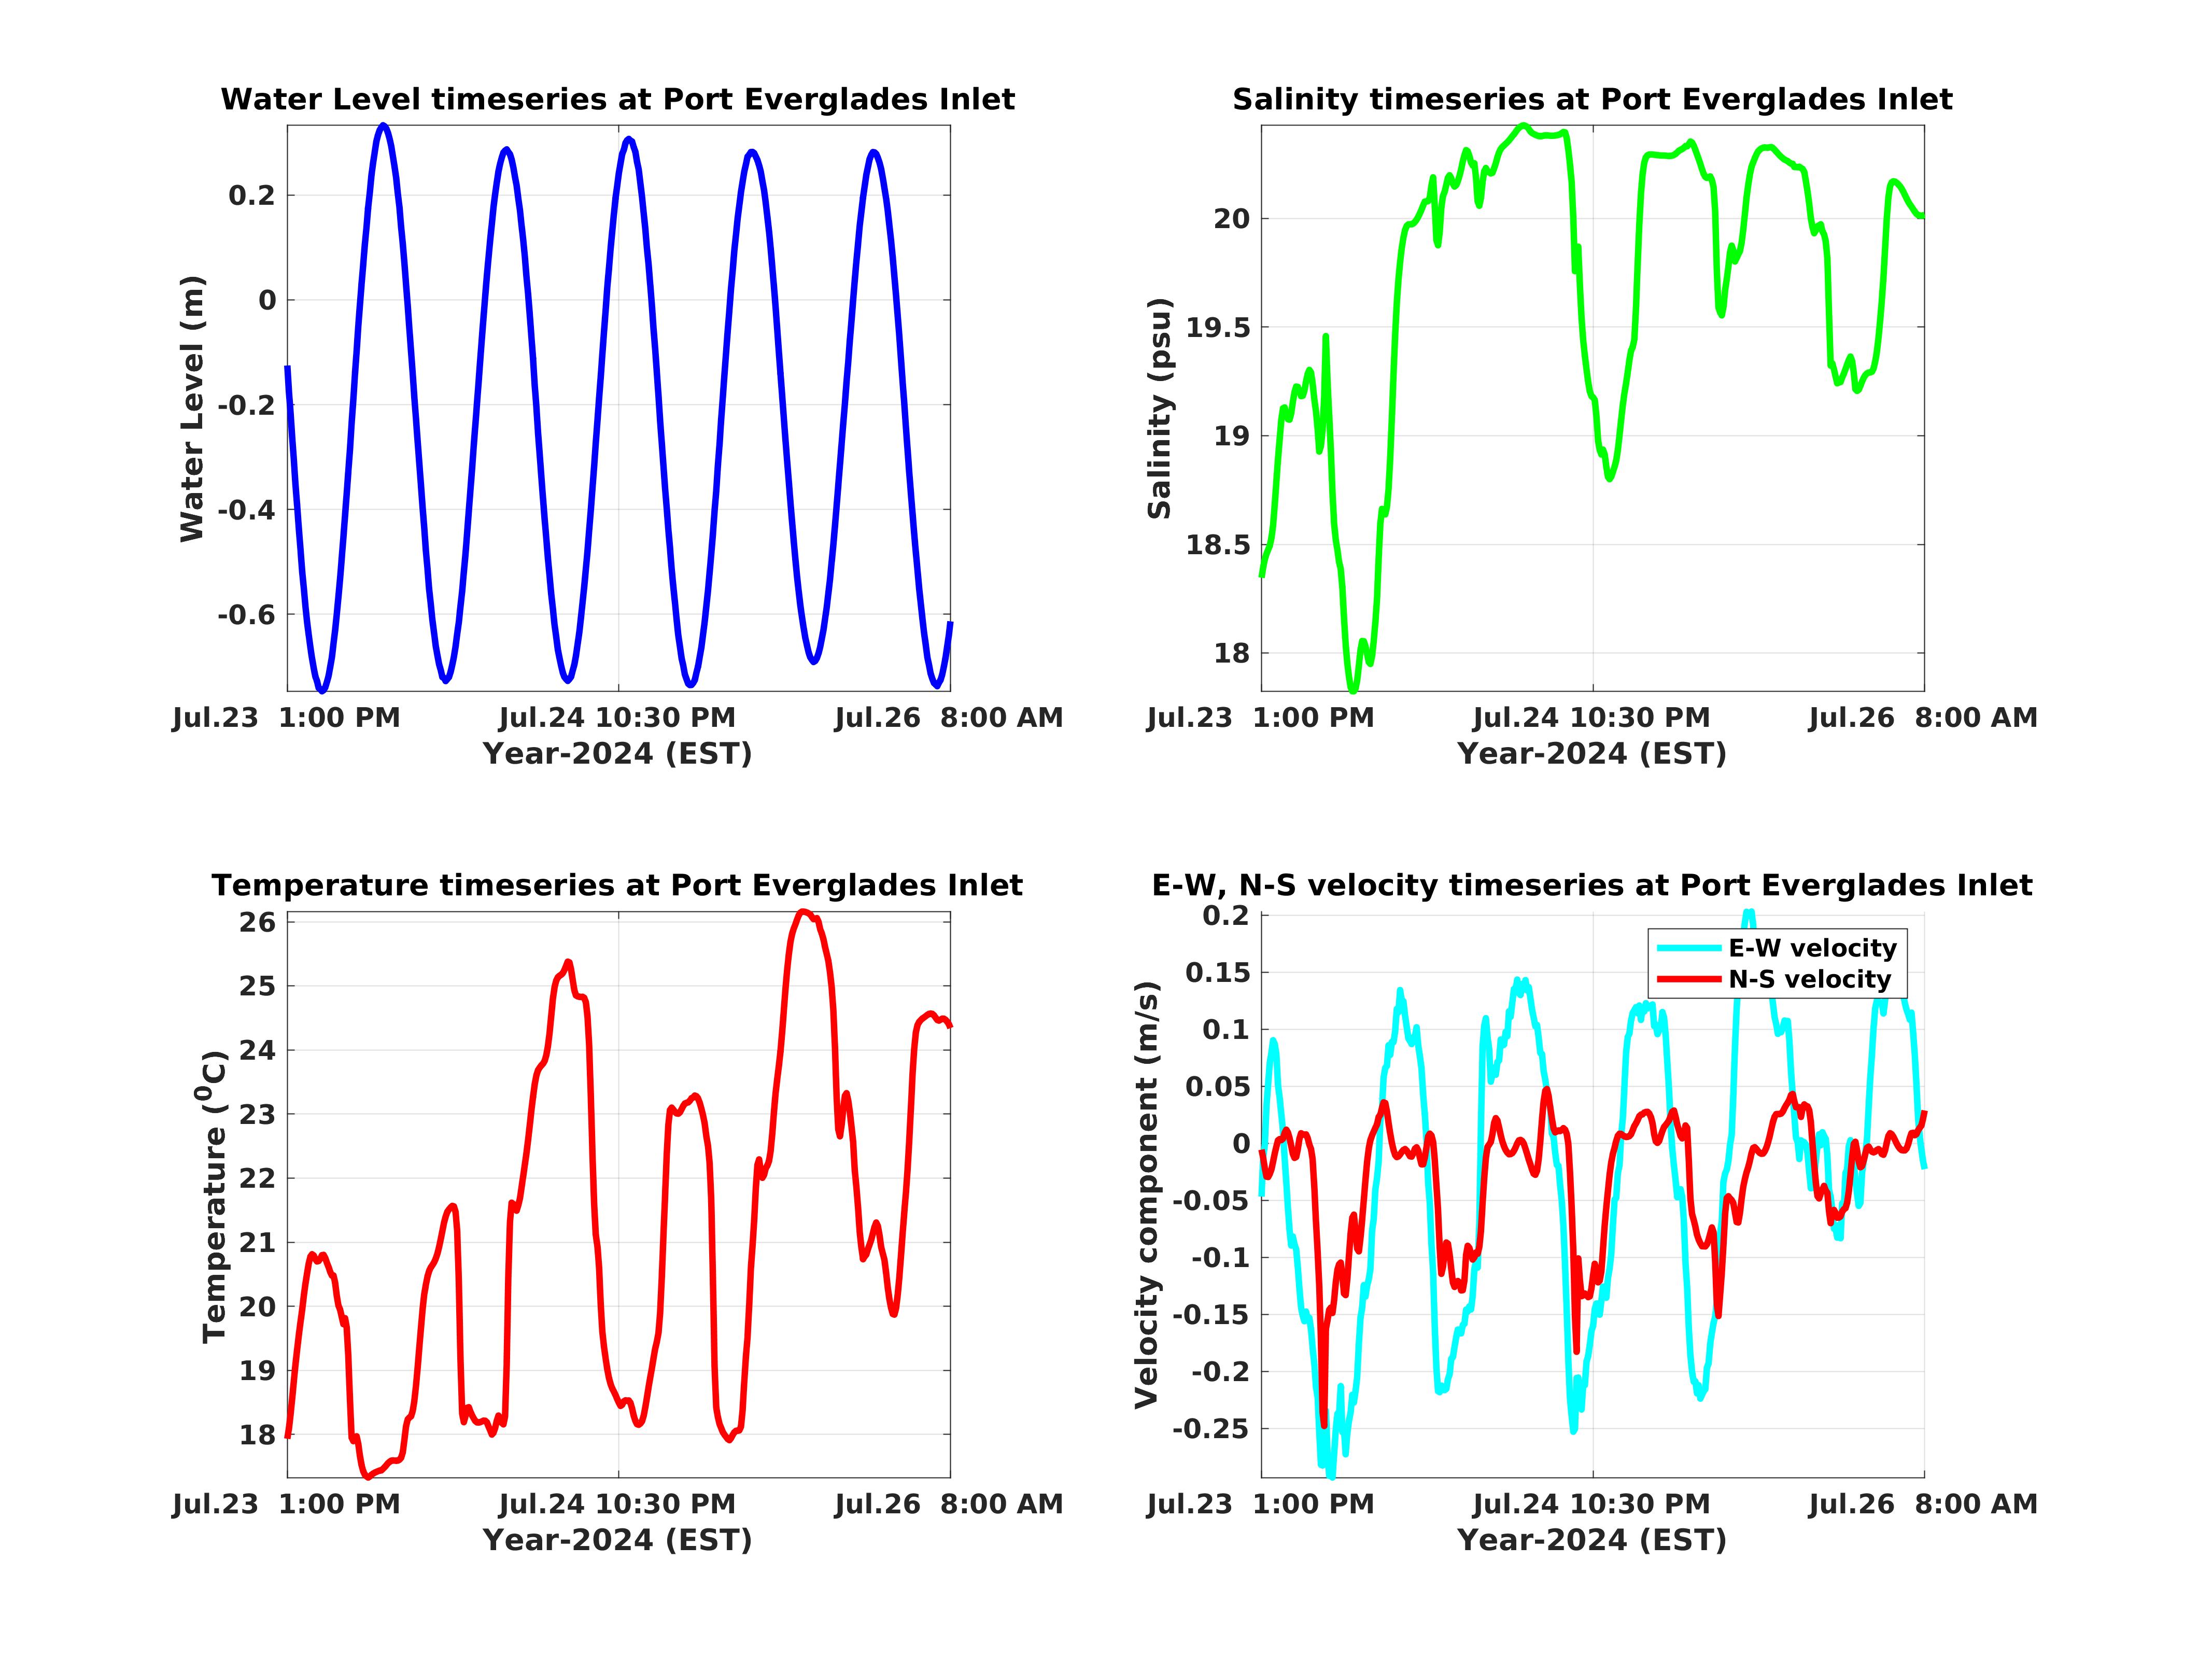 Water Level timeseries at Port Everglades Inlet
Water Level (m)
0.2
0
-0.2
-0.4
-0.6
Jul.23 1:00 PM
Jul.24 10:30 PM
Jul.26 8:00 AM
Year-2024 (EST)
Salinity timeseries at Port Everglades Inlet
Salinity (psu)
20
19.5
19
18.5
18
Jul.23 1:00 PM
Jul.24 10:30 PM
Jul.26 8:00 AM
Year-2024 (EST)
Temperature timeseries at Port Everglades Inlet
Temperature (⁰C)
26
25
24
23
22
21
20
19
18
Jul.23 1:00 PM
Jul.24 10:30 PM
Jul.26 8:00 AM
Year-2024 (EST)
E-W, N-S velocity timeseries at Port Everglades Inlet
Velocity component (m/s)
0.2
0.15
0.1
0.05
0
-0.05
-0.1
-0.15
-0.2
-0.25
E-W velocity
N-S velocity
Jul.23 1:00 PM
Jul.24 10:30 PM
Jul.26 8:00 AM
Year-2024 (EST)